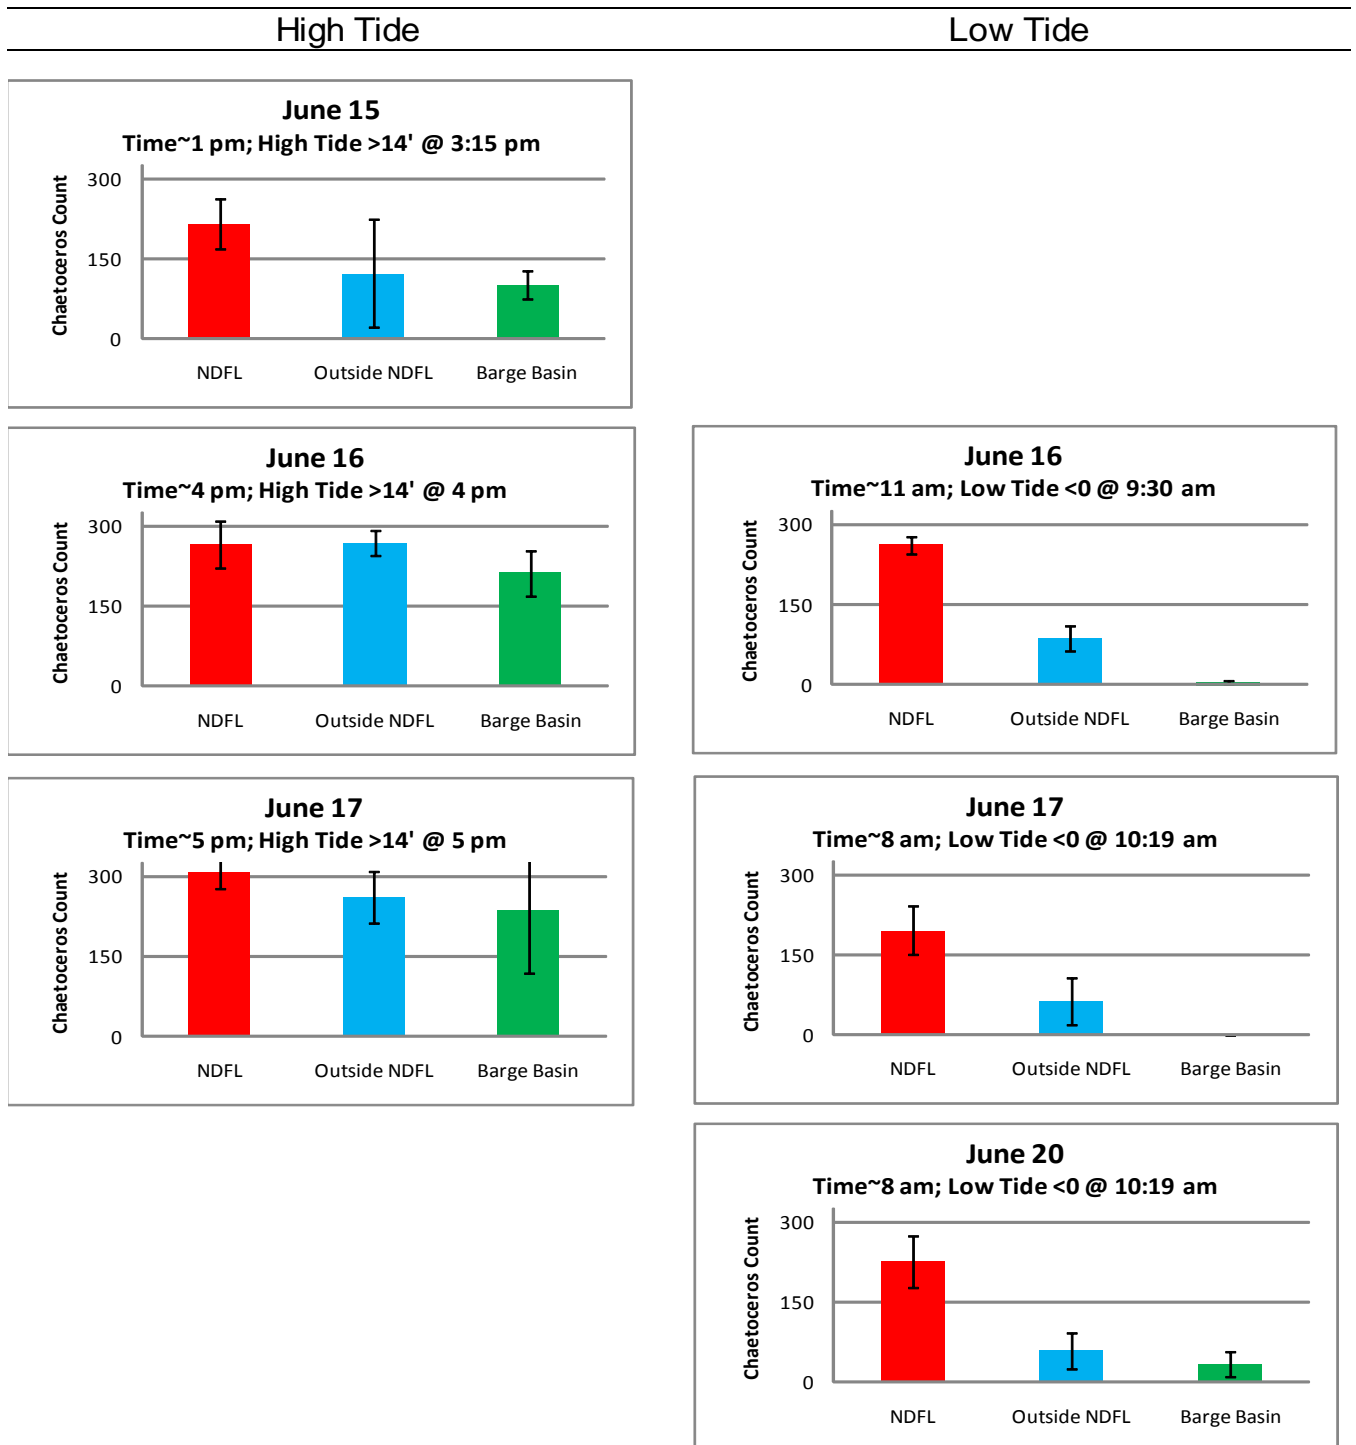 High Tide
Low Tide
June 15
Time~1 pm; High Tide >14' @ 3:15 pm
Chaetoceros Count
300
150
0
NDFL Outside NDFL Barge Basin
June 16
Time~4 pm; High Tide >14' @ 4 pm
Chaetoceros Count
300
150
0
NDFL Outside NDFL Barge Basin
June 16
Time~11 am; Low Tide <0 @ 9:30 am
Chaetoceros Count
300
150
0
NDFL Outside NDFL Barge Basin
June 17
Time~5 pm; High Tide >14' @ 5 pm
Chaetoceros Count
300
150
0
NDFL Outside NDFL Barge Basin
June 17
Time~8 am; Low Tide <0 @ 10:19 am
Chaetoceros Count
300
150
0
NDFL Outside NDFL Barge Basin
June 20
Time~8 am; Low Tide <0 @ 10:19 am
Chaetoceros Count
300
150
0
NDFL Outside NDFL Barge Basin